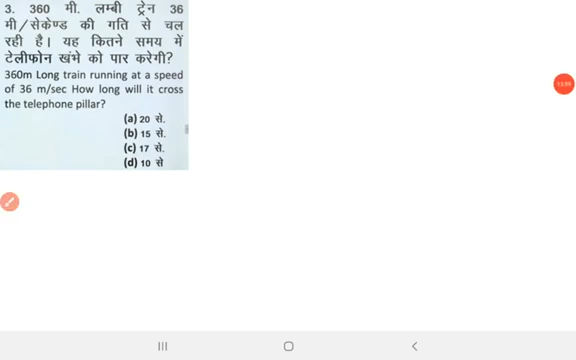 3. 360 मी. लम्बी ट्रेन 36
मी/सेकेण्ड की गति से चल
रही है। यह कितने समय में
टेलीफोन खंभे को पार करेगी?
360m Long train running at a speed
of 36 m/sec How long will it cross
the telephone pillar?
(a) 20 से.
(b) 15 से.
(c) 17 से.
(d) 10 से